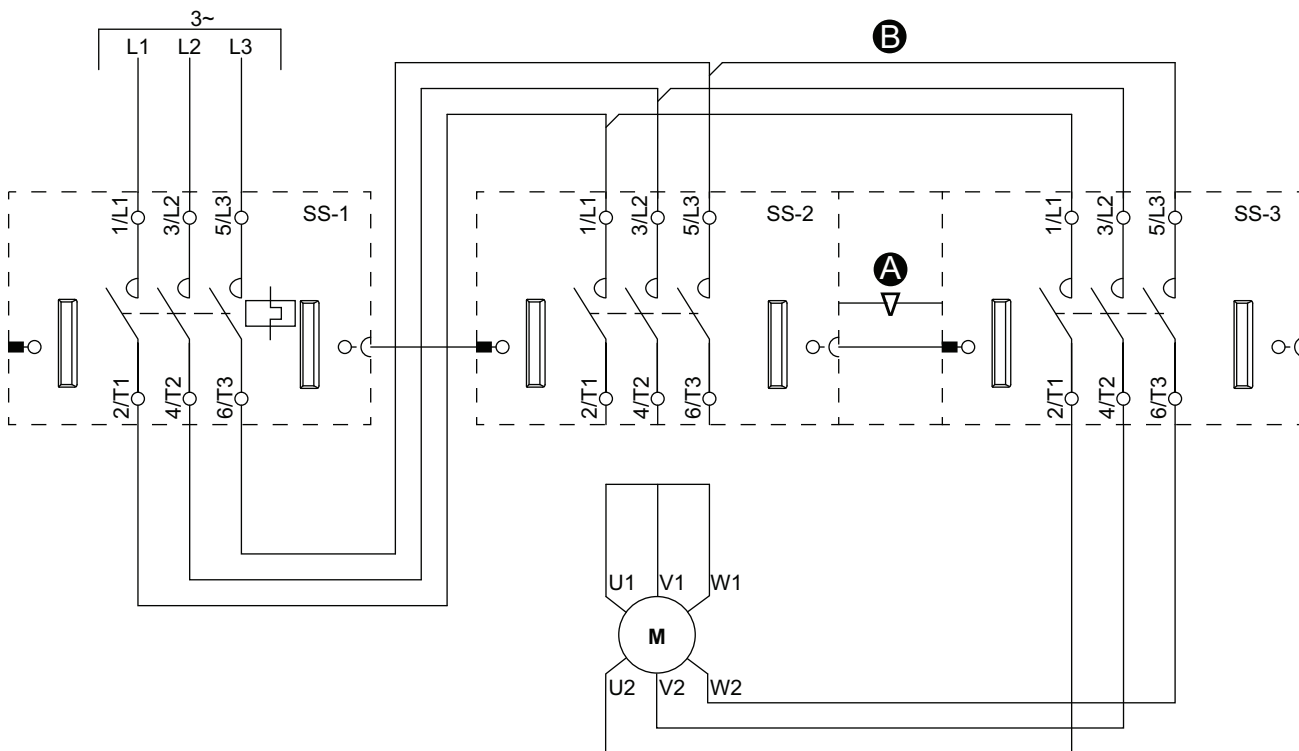 3~
L1 L2 L3
B
1/L1 3/L2 5/L3 SS-1
1/L1 3/L2 5/L3 SS-2
1/L1 3/L2 5/L3 SS-3
A
2/T1 4/T2 6/T3
2/T1 4/T2 6/T3
2/T1 4/T2 6/T3
U1 V1 W1
M
U2 V2 W2